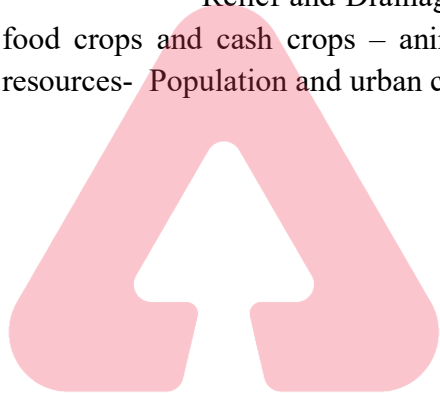 Relief and Drainag
food crops and cash crops – ani
resources- Population and urban c